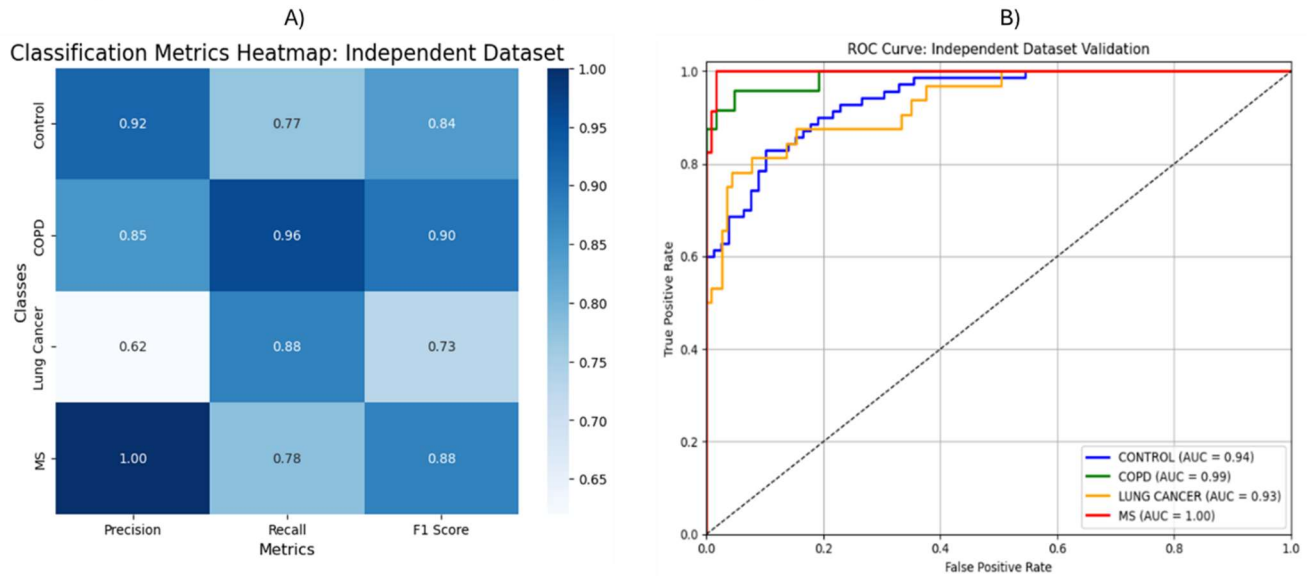 A)
Classification Metrics Heatmap: Independent Dataset
Classes
Control
0.92 0.77 0.84
COPD
0.85 0.96 0.90
Lung Cancer
0.62 0.88 0.73
MS
1.00 0.78 0.88
Precision Recall F1 Score
Metrics
1.00
0.95
0.90
0.85
0.80
0.75
0.70
0.65
B)
ROC Curve: Independent Dataset Validation
True Positive Rate
1.0
0.8
0.6
0.4
0.2
0.0
CONTROL (AUC = 0.94)
COPD (AUC = 0.99)
LUNG CANCER (AUC = 0.93)
MS (AUC = 1.00)
0.0 0.2 0.4 0.6 0.8 1.0
False Positive Rate